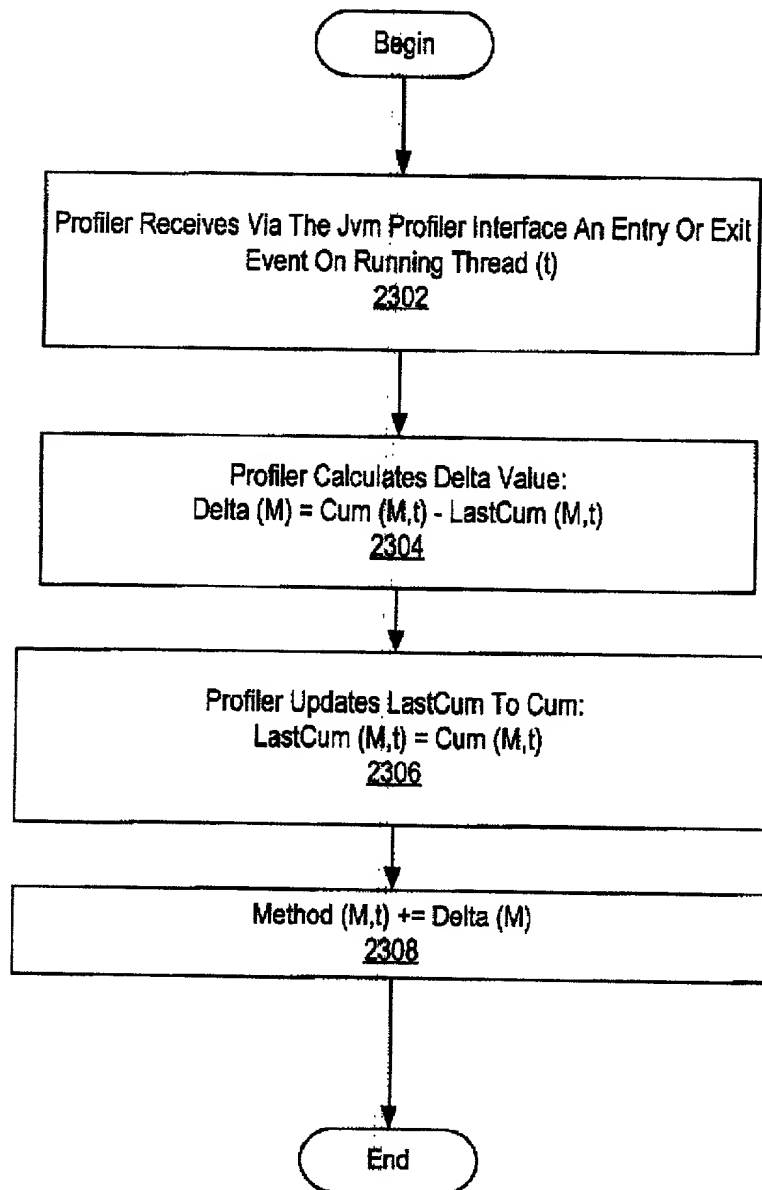 Begin
Profiler Receives Via The Jvm Profiler Interface An Entry Or Exit
Event On Running Thread (t)
2302
Profiler Calculates Delta Value:
Delta (M) = Cum (M,t) - LastCum (M,t)
2304
Profiler Updates LastCum To Cum:
LastCum (M,t) = Cum (M,t)
2306
Method (M,t) += Delta (M)
2308
End